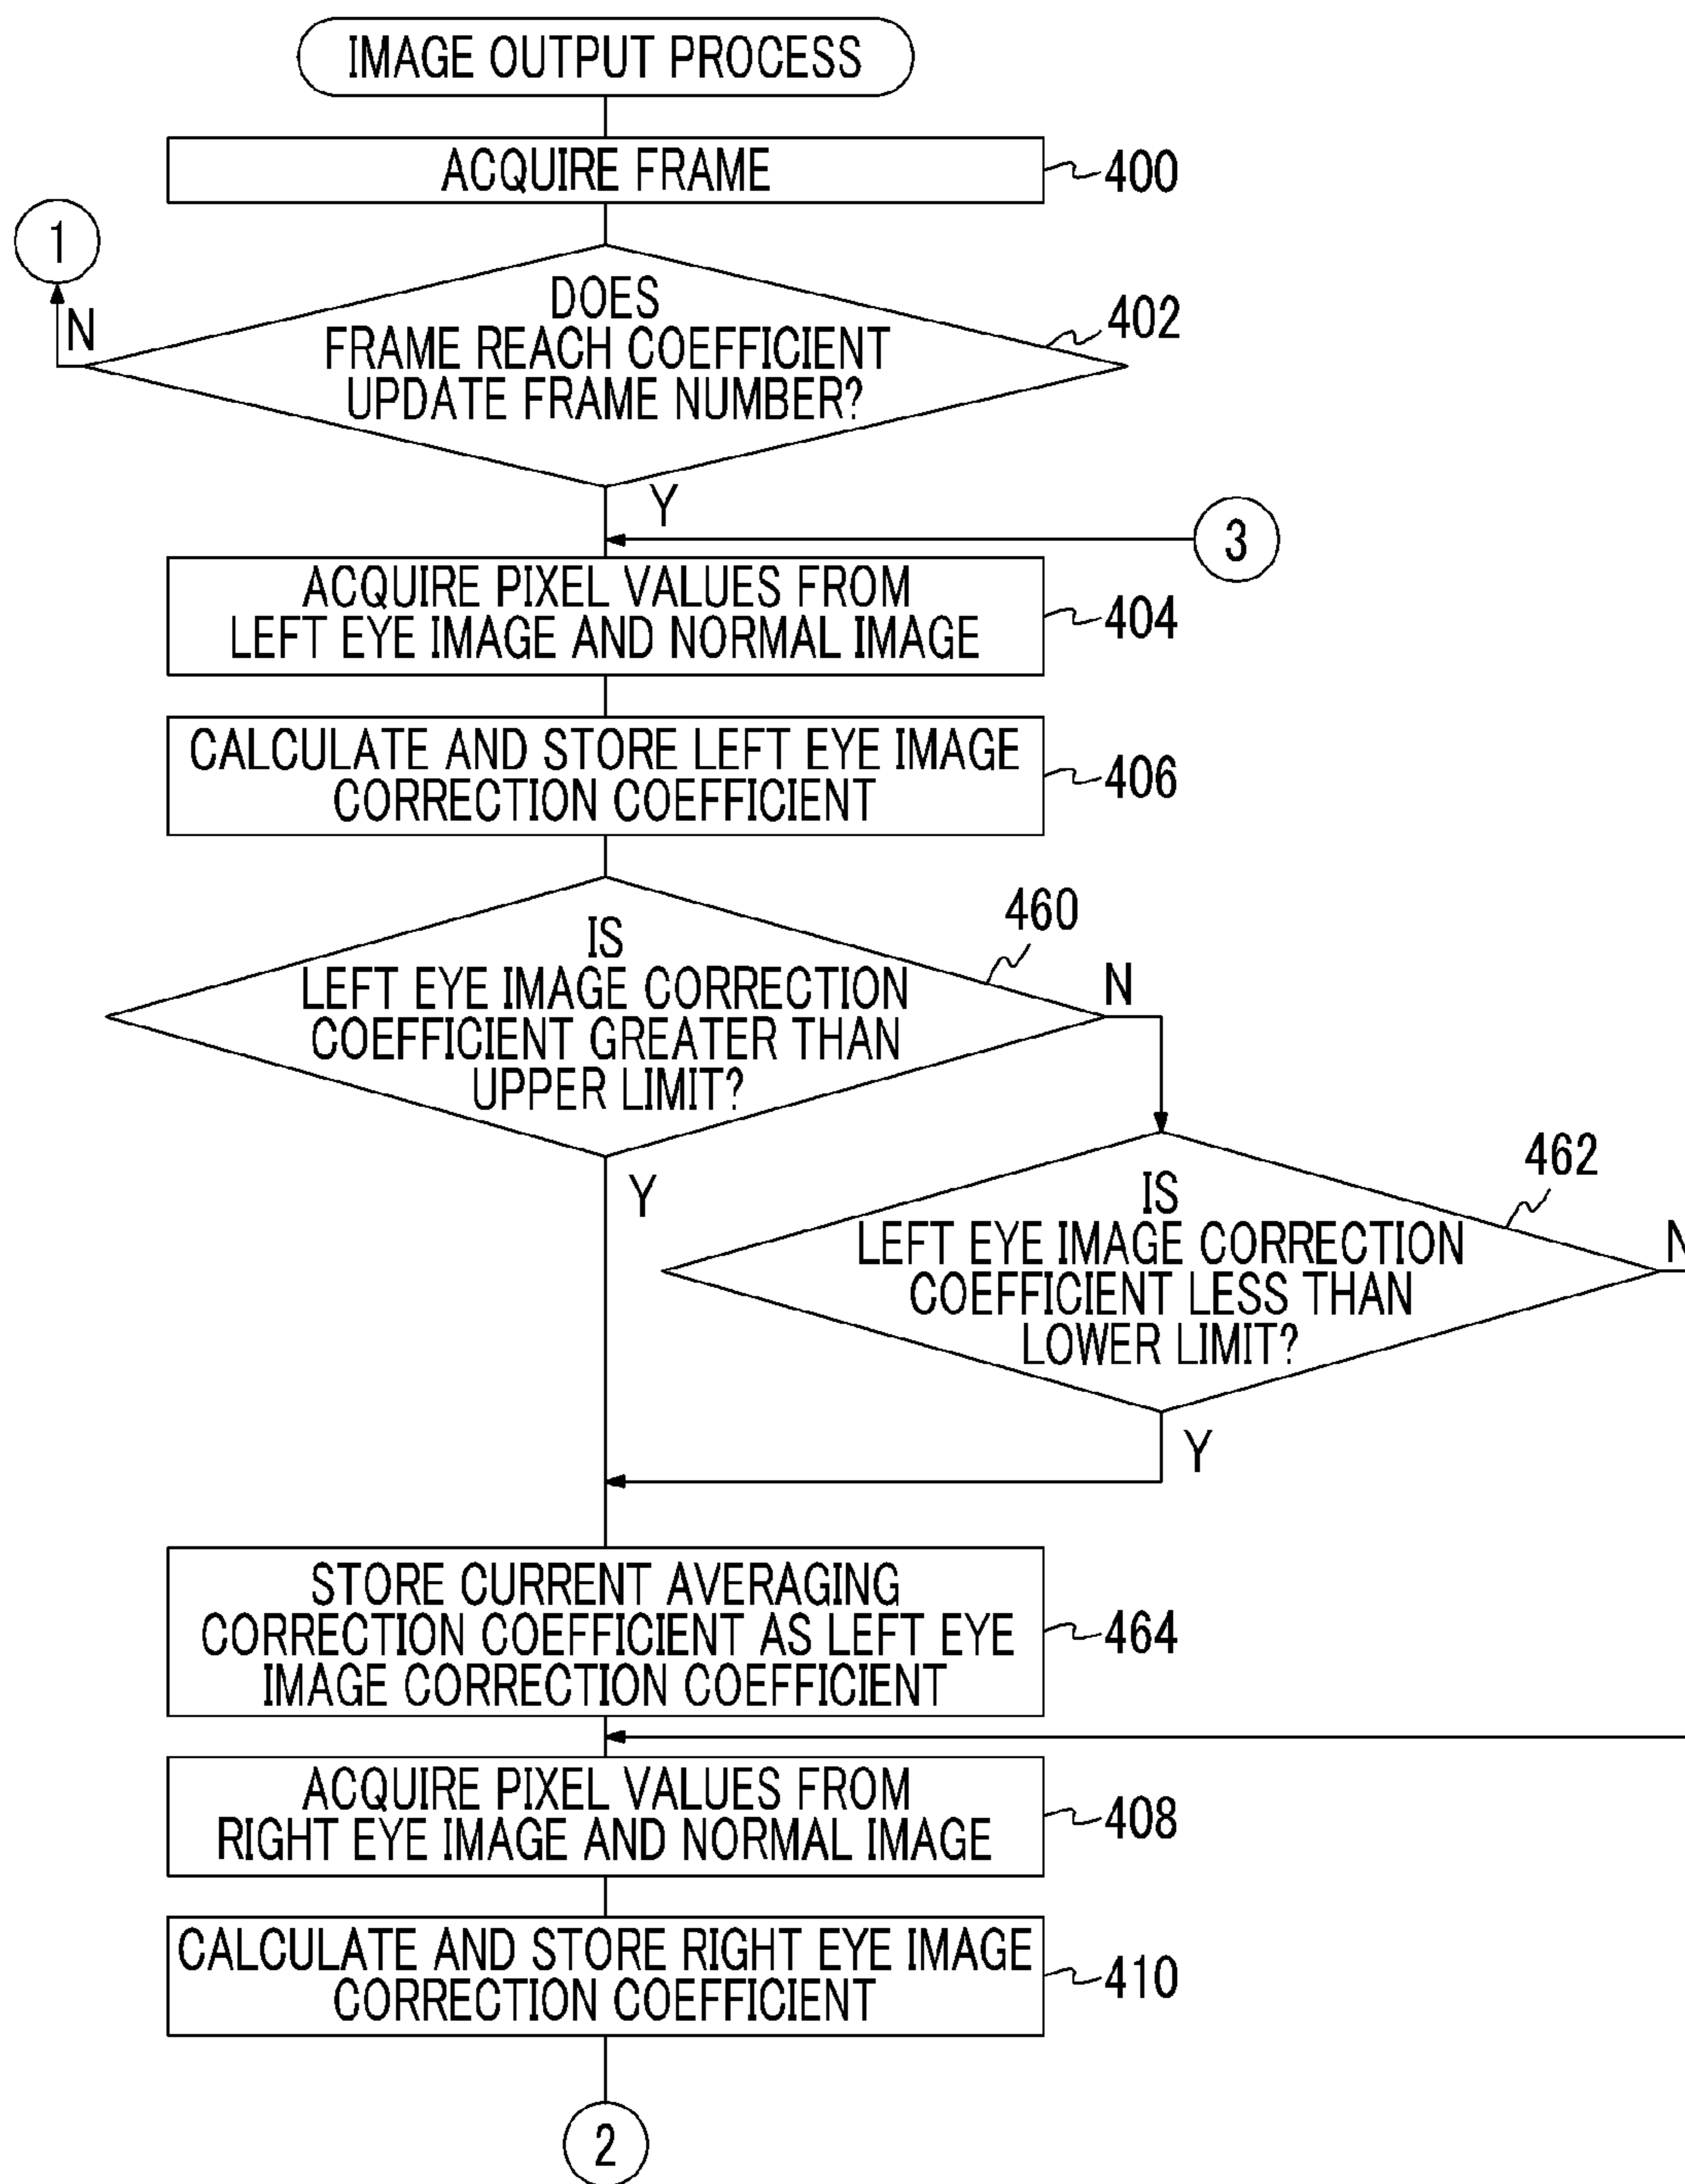 IMAGE OUTPUT PROCESS
ACQUIRE FRAME
400
1
N
DOES
FRAME REACH COEFFICIENT
UPDATE FRAME NUMBER?
402
Y
3
ACQUIRE PIXEL VALUES FROM
LEFT EYE IMAGE AND NORMAL IMAGE
404
CALCULATE AND STORE LEFT EYE IMAGE
CORRECTION COEFFICIENT
406
IS
LEFT EYE IMAGE CORRECTION
COEFFICIENT GREATER THAN
UPPER LIMIT?
460
N
Y
IS
LEFT EYE IMAGE CORRECTION
COEFFICIENT LESS THAN
LOWER LIMIT?
462
N
Y
STORE CURRENT AVERAGING
CORRECTION COEFFICIENT AS LEFT EYE
IMAGE CORRECTION COEFFICIENT
464
ACQUIRE PIXEL VALUES FROM
RIGHT EYE IMAGE AND NORMAL IMAGE
408
CALCULATE AND STORE RIGHT EYE IMAGE
CORRECTION COEFFICIENT
410
2